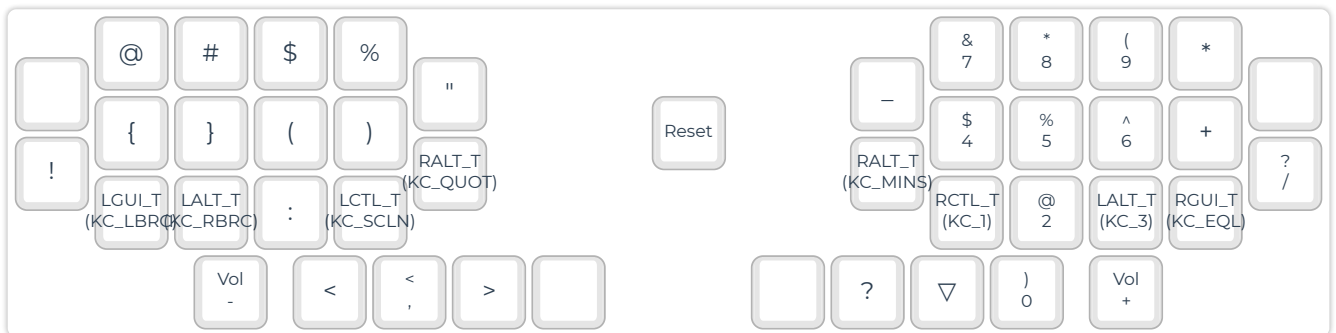 @ # $ % & * ( *
7 8 9
" _
{ } ( ) Reset $ % ^ +
4 5 6
! RALT_T RALT_T ?
(KC_QUOT) (KC_MINS) /
LGUI_T LALT_T : LCTL_T RCTL_T @ LALT_T RGUI_T
(KC_LBRC) (KC_RBRC) (KC_SCLN) (KC_1) 2 (KC_3) (KC_EQL)
Vol < < > ? ▽ ) Vol
- , 0 +